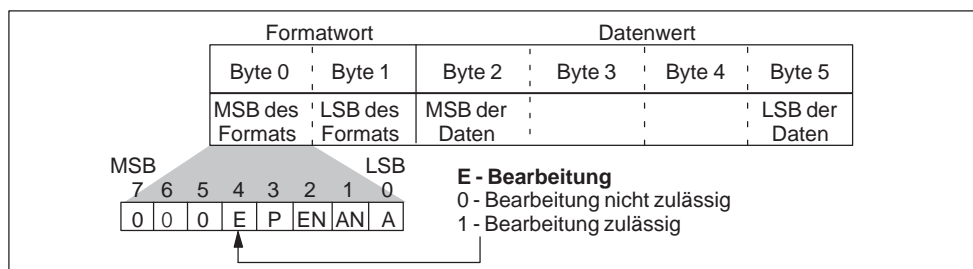 Formatwort Datenwert
Byte 0 Byte 1 Byte 2 Byte 3 Byte 4 Byte 5
MSB des LSB des MSB der LSB der
Formats Formats Daten Daten
MSB LSB
7 6 5 4 3 2 1 0
0 0 0 E P EN AN A
E - Bearbeitung
0 - Bearbeitung nicht zulässig
1 - Bearbeitung zulässig